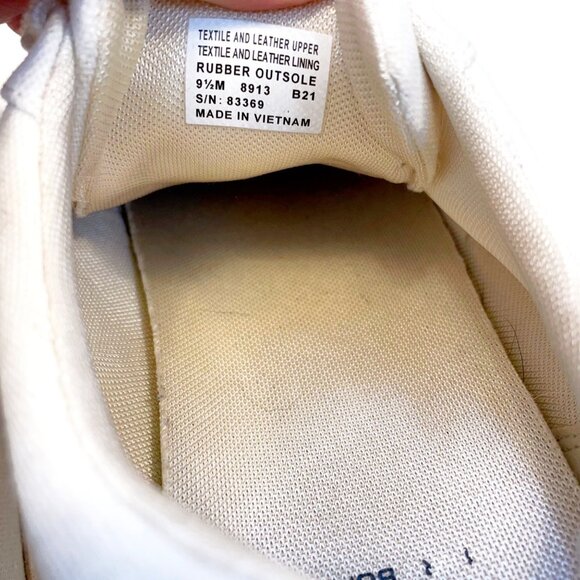 TEXTILE AND LEATHER UPPER
TEXTILE AND LEATHER LINING
RUBBER OUTSOLE
9½M 8913 B21
S/N: 83369
MADE IN VIETNAM